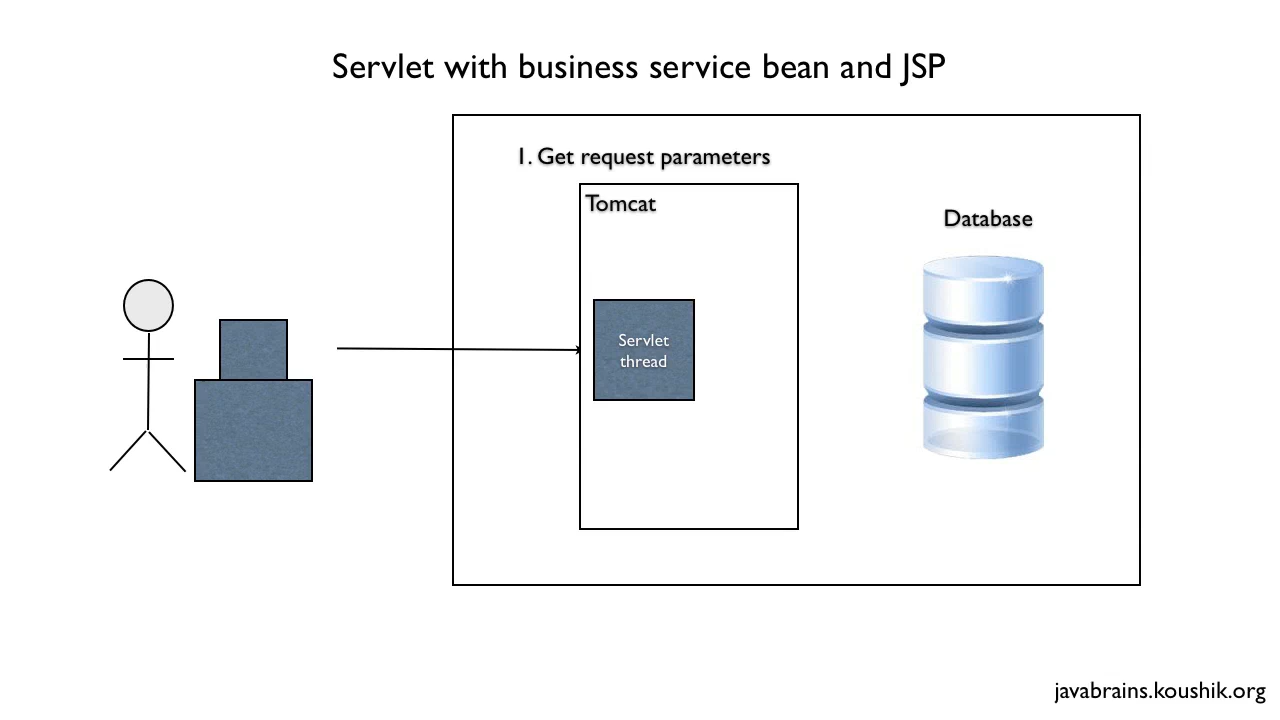 Servlet with business service bean and JSP
1. Get request parameters
Tomcat
Database
Servlet
thread
javabrains.koushik.org